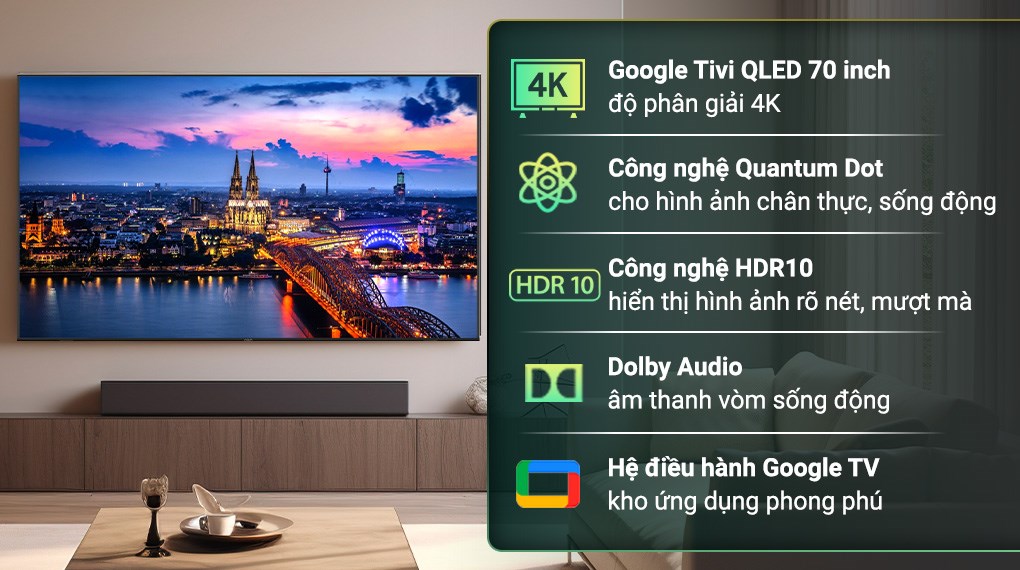 4K
Google Tivi QLED 70 inch
độ phân giải 4K
Công nghệ Quantum Dot
cho hình ảnh chân thực, sống động
HDR 10
Công nghệ HDR10
hiển thị hình ảnh rõ nét, mượt mà
Dolby Audio
âm thanh vòm sống động
Hệ điều hành Google TV
kho ứng dụng phong phú